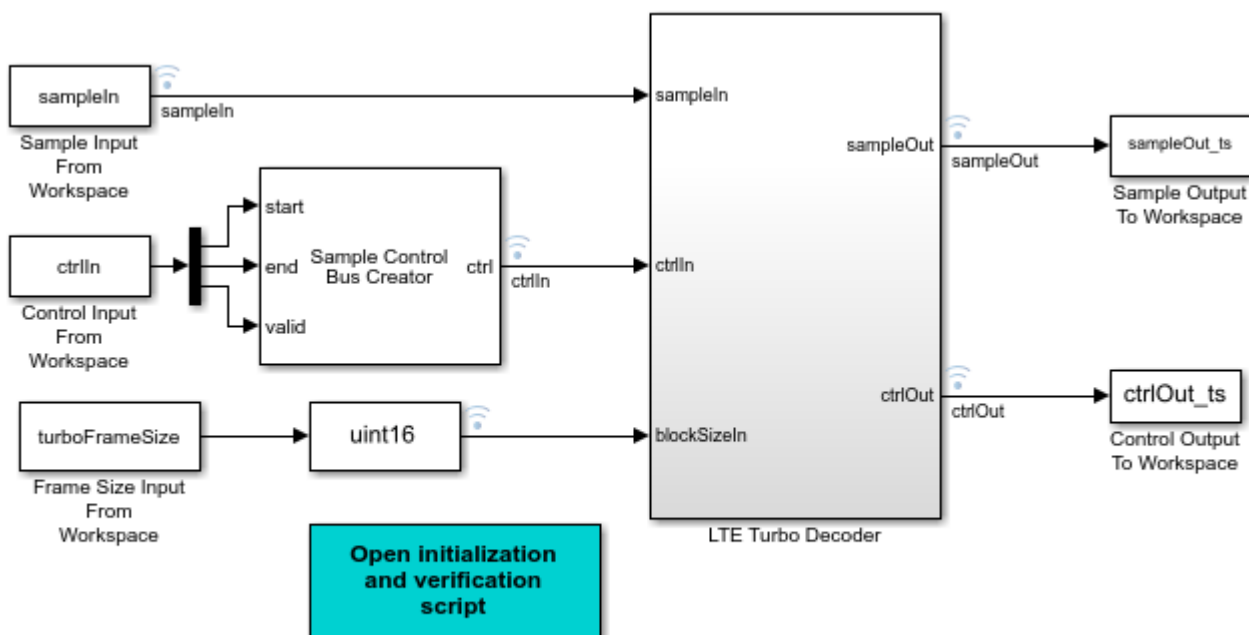 sampleIn
sampleIn
Sample Input
From
Workspace
sampleIn
sampleOut
sampleOut
sampleOut_ts
Sample Output
To Workspace
start
end
valid
Sample Control
Bus Creator
ctrl
ctrlIn
ctrlIn
Control Input
From
Workspace
ctrlIn
ctrlOut
ctrlOut
ctrlOut_ts
Control Output
To Workspace
turboFrameSize
Frame Size Input
From
Workspace
uint16
blockSizeIn
LTE Turbo Decoder
Open initialization
and verification
script